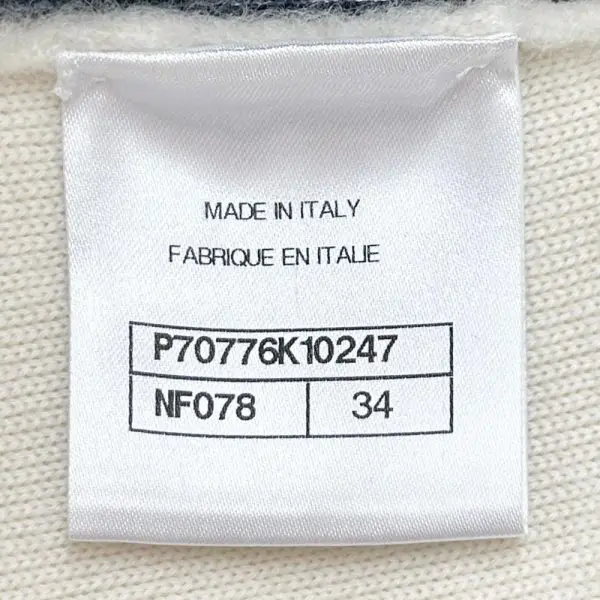 MADE IN ITALY
FABRIQUE EN ITALIE
P70776K10247
NF078 34